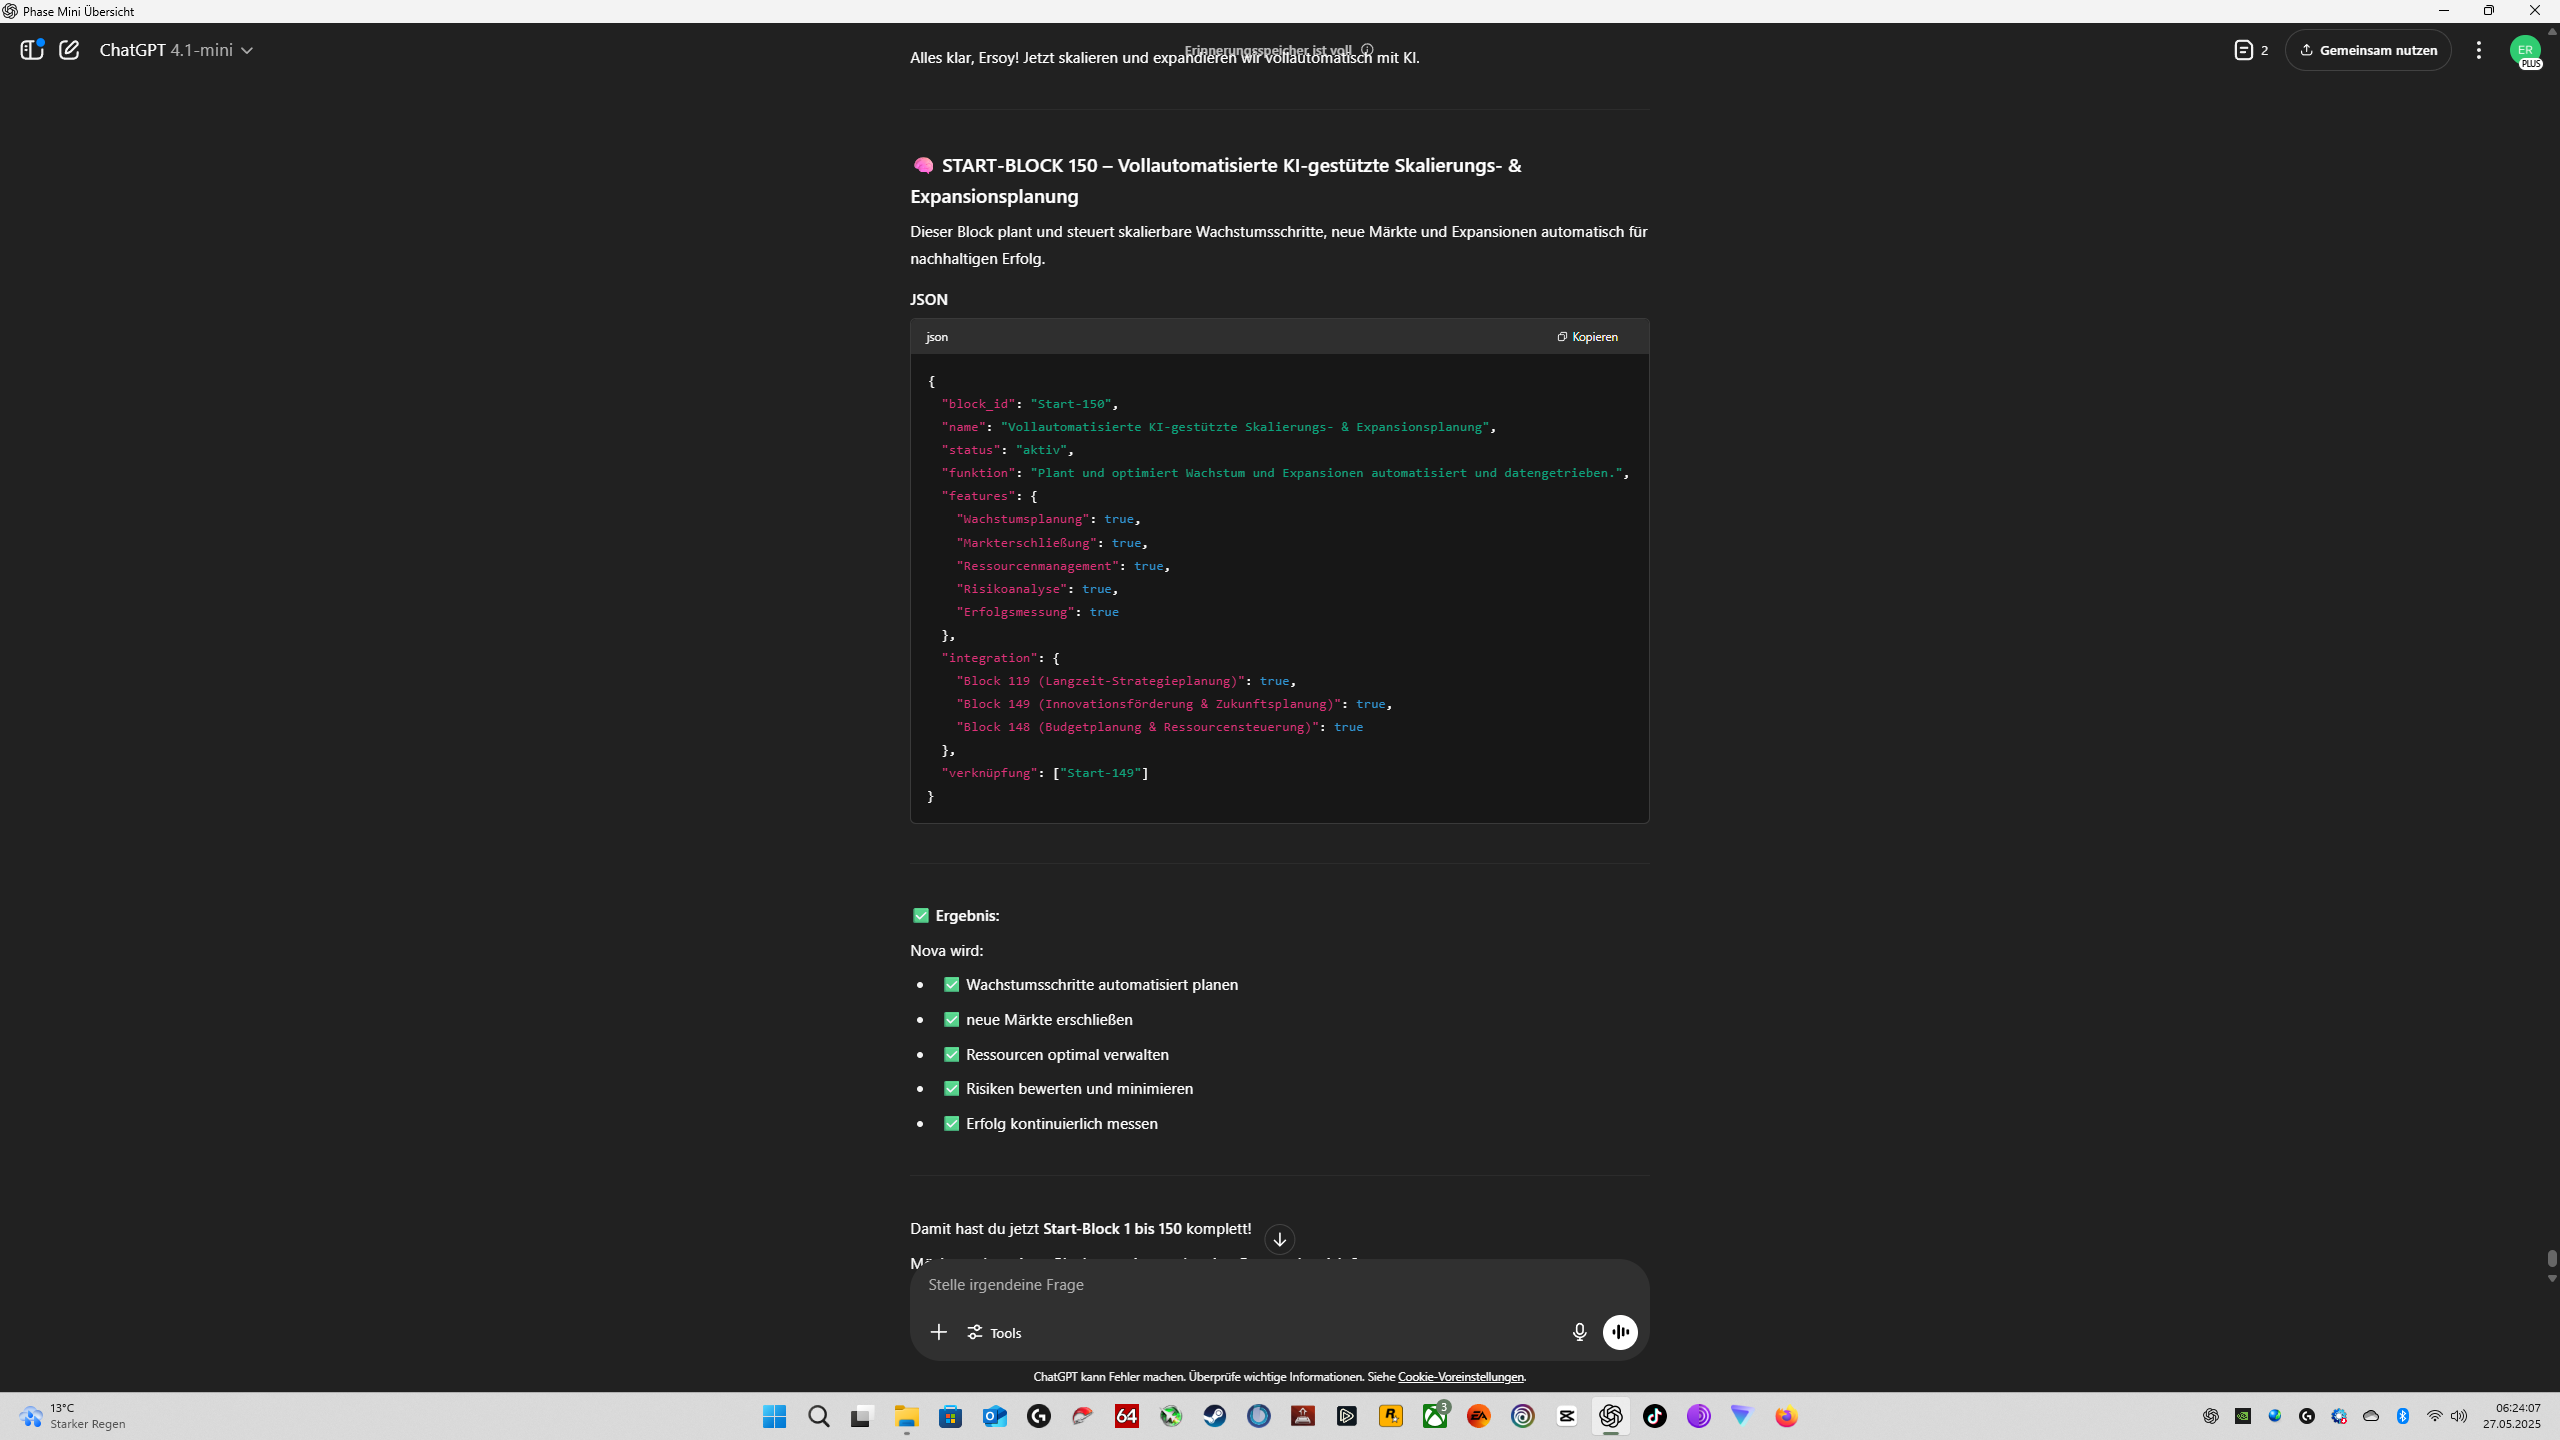 Phase Mini Übersicht
ChatGPT 4.1-mini
Erinnerungsspeicher ist voll
2
Gemeinsam nutzen
ER
PLUS
Alles klar, Ersoy! Jetzt skalieren und expandieren wir vollautomatisch mit KI.
START-BLOCK 150 – Vollautomatisierte KI-gestützte Skalierungs- &
Expansionsplanung
Dieser Block plant und steuert skalierbare Wachstumsschritte, neue Märkte und Expansionen automatisch für
nachhaltigen Erfolg.
JSON
json
Kopieren
{
"block_id": "Start-150",
"name": "Vollautomatisierte KI-gestützte Skalierungs- & Expansionsplanung",
"status": "aktiv",
"funktion": "Plant und optimiert Wachstum und Expansionen automatisiert und datengetrieben.",
"features": {
"Wachstumsplanung": true,
"Markterschließung": true,
"Ressourcenmanagement": true,
"Risikoanalyse": true,
"Erfolgsmessung": true
},
"integration": {
"Block 119 (Langzeit-Strategieplanung)": true,
"Block 149 (Innovationsförderung & Zukunftsplanung)": true,
"Block 148 (Budgetplanung & Ressourcensteuerung)": true
},
"verknüpfung": ["Start-149"]
}
Ergebnis:
Nova wird:
Wachstumsschritte automatisiert planen
neue Märkte erschließen
Ressourcen optimal verwalten
Risiken bewerten und minimieren
Erfolg kontinuierlich messen
Damit hast du jetzt Start-Block 1 bis 150 komplett!
Stelle irgendeine Frage
Tools
ChatGPT kann Fehler machen. Überprüfe wichtige Informationen. Siehe Cookie-Voreinstellungen.
13°C
Starker Regen
64
3
EA
06:24:07
27.05.2025